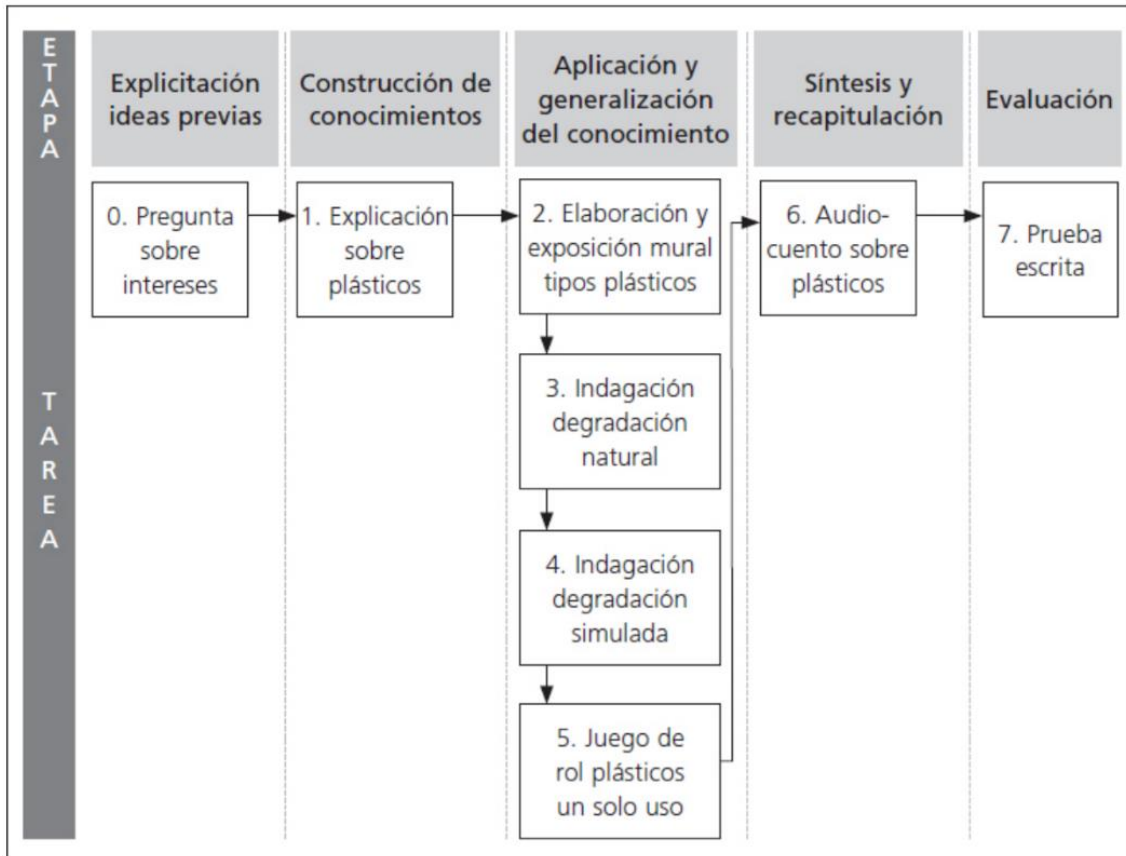 ETAPA
Explicitación
ideas previas
Construcción de
conocimientos
Aplicación y
generalización
del conocimiento
Síntesis y
recapitulación
Evaluación
TAREA
0. Pregunta
sobre
intereses
1. Explicación
sobre
plásticos
2. Elaboración y
exposición mural
tipos plásticos
3. Indagación
degradación
natural
4. Indagación
degradación
simulada
5. Juego de
rol plásticos
un solo uso
6. Audio-
cuento sobre
plásticos
7. Prueba
escrita